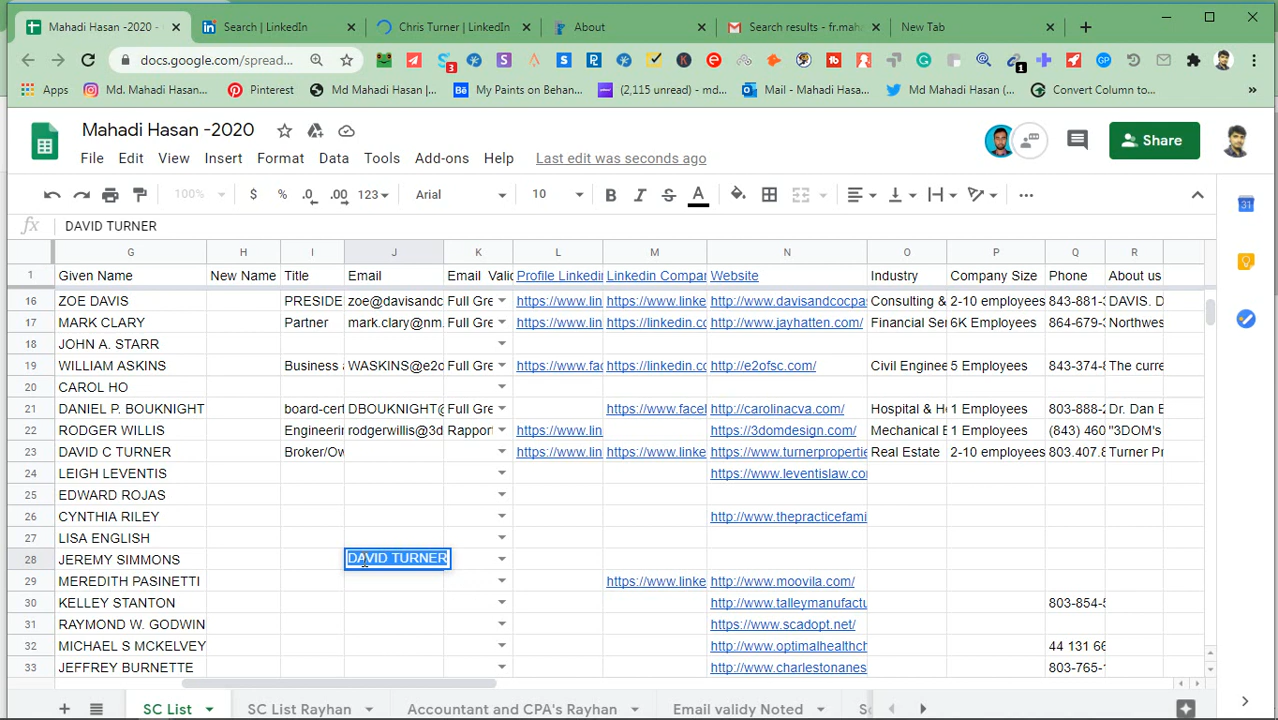 Mahadi Hasan -2020 -
Search | LinkedIn
Chris Turner | LinkedIn
About
Search results - fr.maha
New Tab
docs.google.com/spread...
3
1
Apps
Md. Mahadi Hasan...
Pinterest
Md Mahadi Hasan |...
My Paints on Behan...
(2,115 unread) - md...
Mail - Mahadi Hasa...
Md Mahadi Hasan (...
Convert Column to...
Mahadi Hasan -2020
Share
File Edit View Insert Format Data Tools Add-ons Help Last edit was seconds ago
100% $ % .0 .00 123 Arial 10 B I S A
31
fx DAVID TURNER
G H I J K L M N O P Q R
1 Given Name New Name Title Email Email Valid Profile Linkedin Linkedin Compar Website Industry Company Size Phone About us
16 ZOE DAVIS PRESIDE zoe@davisandc Full Gre https://www.lin https://www.linke http://www.davisandcocpa Consulting & 2-10 employees 843-881- DAVIS. D
17 MARK CLARY Partner mark.clary@nm. Full Gre https://www.lin https://linkedin.co http://www.jayhatten.com/ Financial Ser 6K Employees 864-679- Northwes
18 JOHN A. STARR
19 WILLIAM ASKINS Business a WASKINS@e2o Full Gre https://www.fac https://linkedin.co http://e2ofsc.com/ Civil Enginee 5 Employees 843-374- The curre
20 CAROL HO
21 DANIEL P. BOUKNIGHT board-cert DBOUKNIGHT@ Full Gre https://www.facel http://carolinacva.com/ Hospital & He 1 Employees 803-888- Dr. Dan E
22 RODGER WILLIS Engineerin rodgerwillis@3d Rappor https://www.lin https://3domdesign.com/ Mechanical E 1 Employees (843) 460 "3DOM's
23 DAVID C TURNER Broker/Ow https://www.lin https://www.linke https://www.turnerpropertie Real Estate 2-10 employees 803.407. Turner Pr
24 LEIGH LEVENTIS https://www.leventislaw.co
25 EDWARD ROJAS
26 CYNTHIA RILEY http://www.thepracticefami
27 LISA ENGLISH
28 JEREMY SIMMONS DAVID TURNER
29 MEREDITH PASINETTI https://www.linke http://www.moovila.com/
30 KELLEY STANTON http://www.talleymanufactu 803-854-
31 RAYMOND W. GODWIN https://www.scadopt.net/
32 MICHAEL S MCKELVEY http://www.optimalhealthch 44 131 66
33 JEFFREY BURNETTE http://www.charlestonanes 803-765-
SC List
SC List Rayhan
Accountant and CPA's Rayhan
Email validy Noted